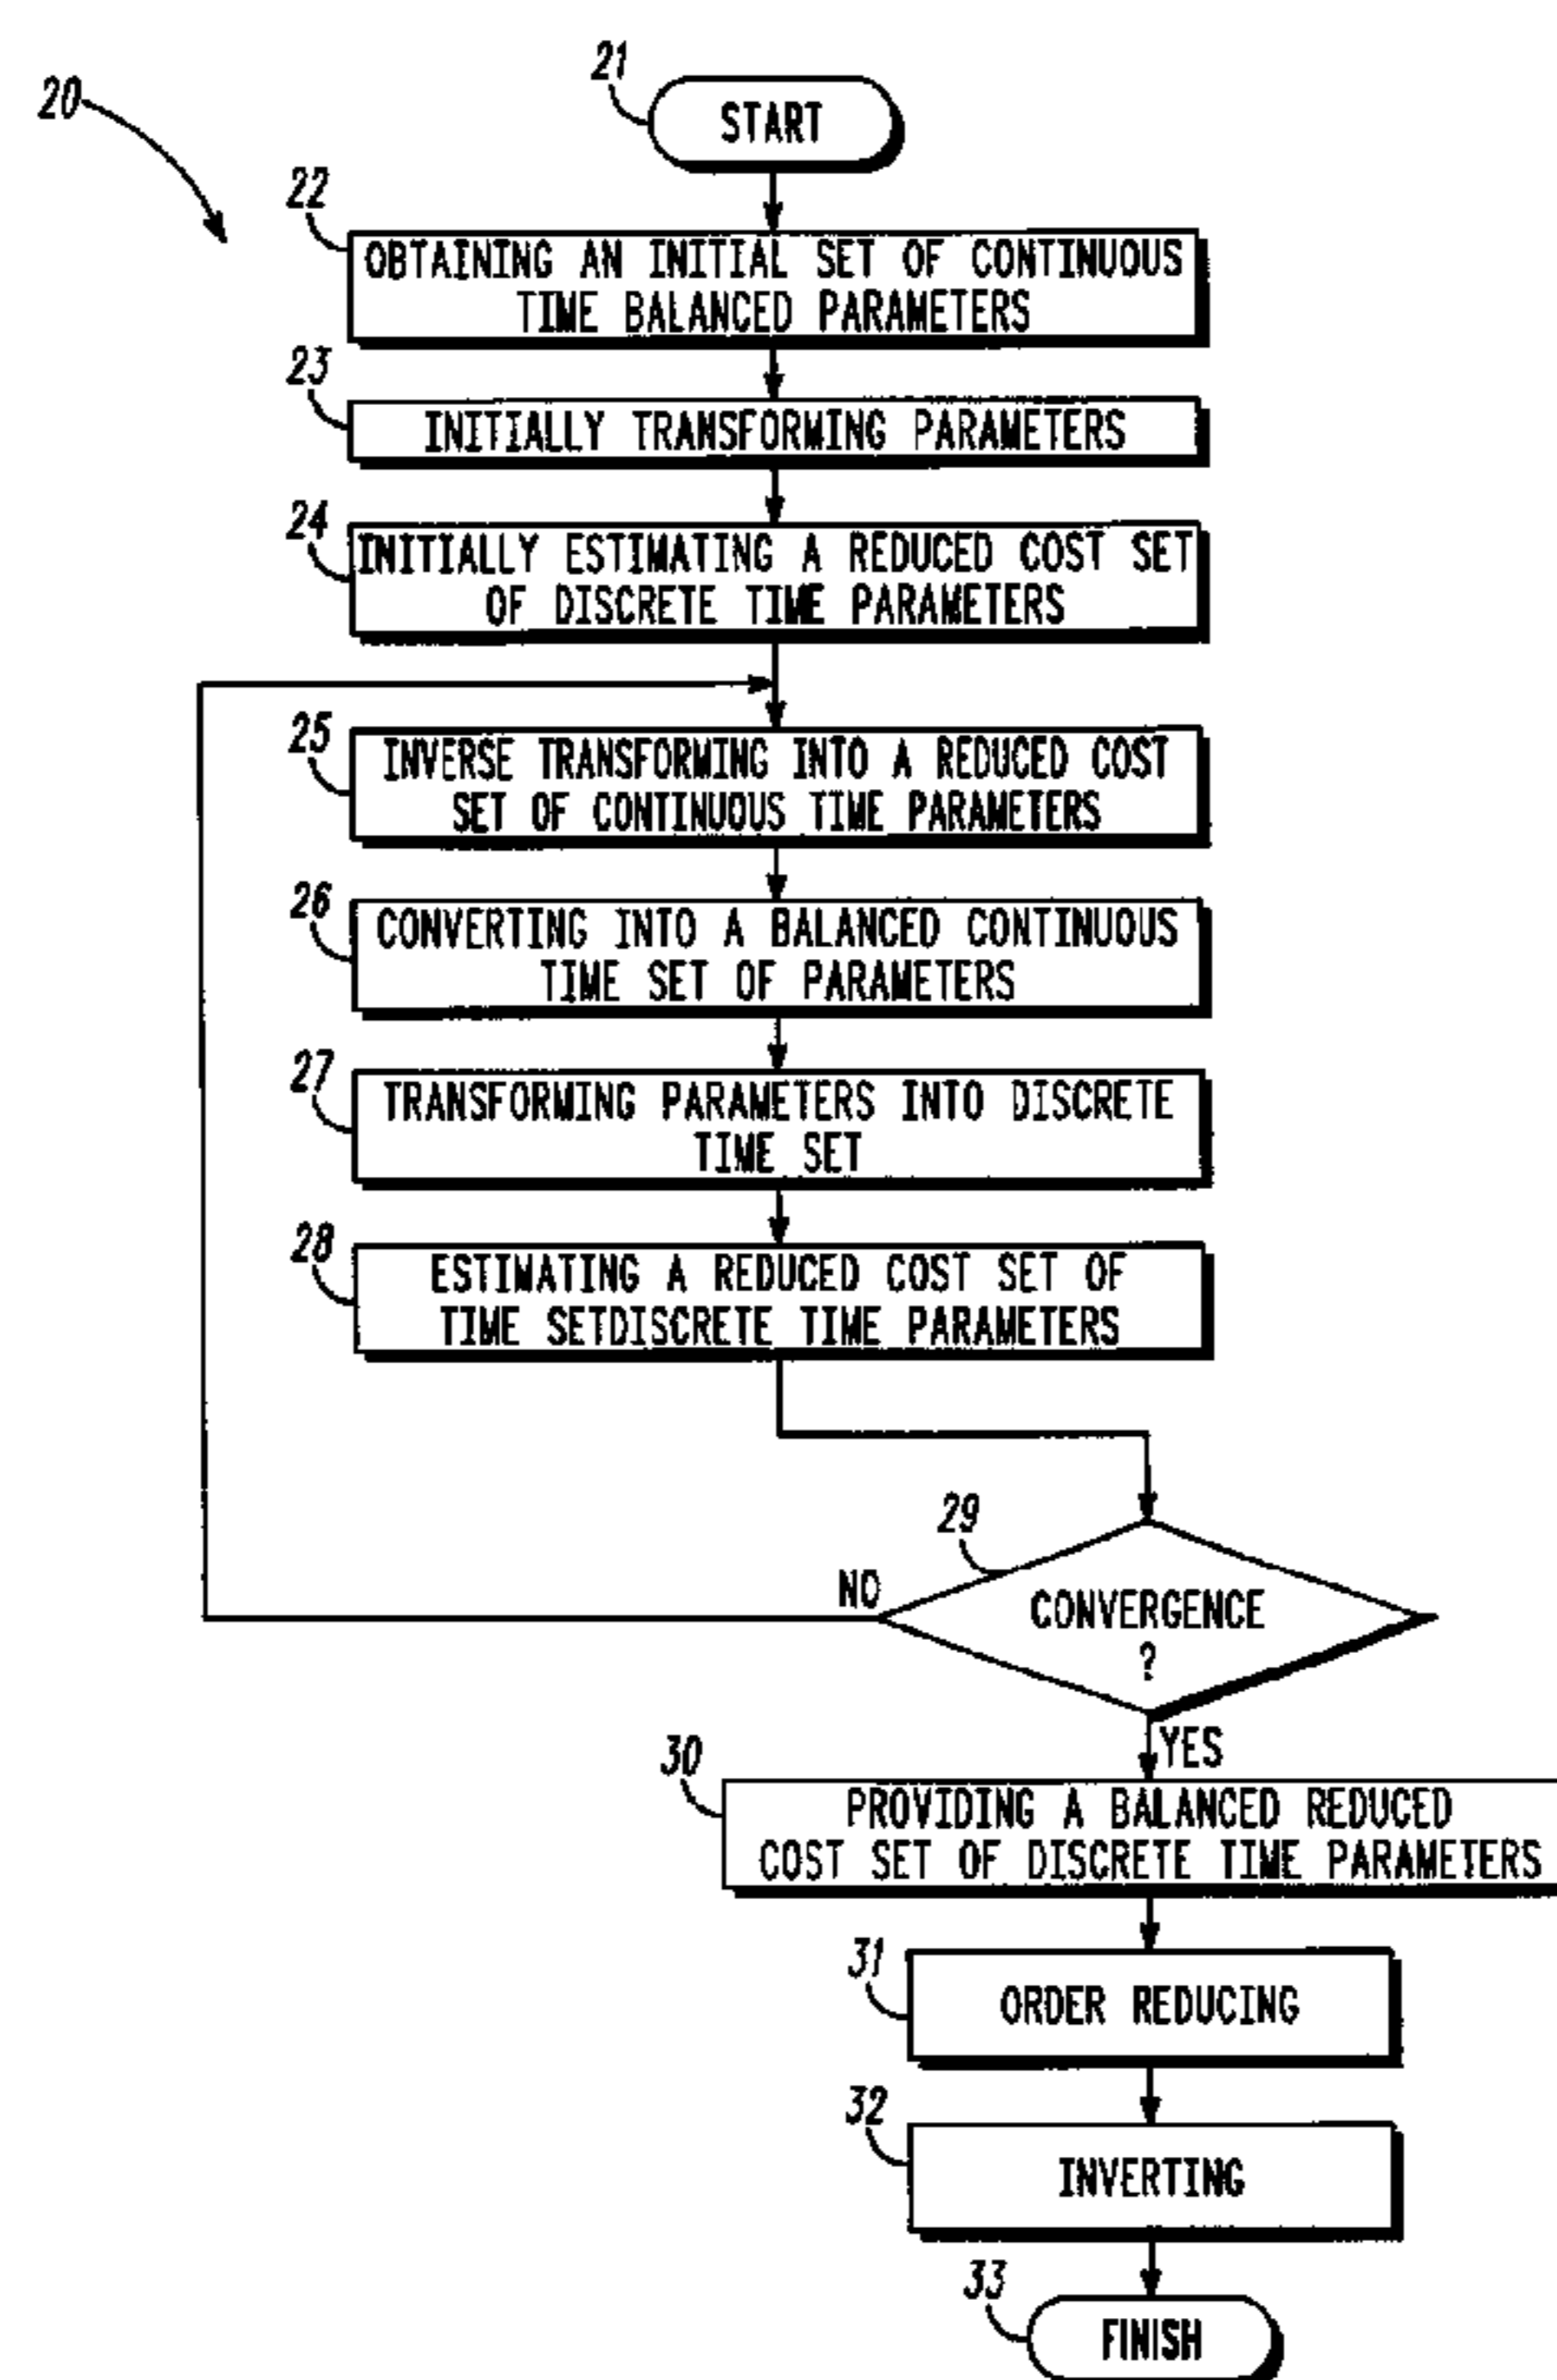 20
21
START
22
OBTAINING AN INITIAL SET OF CONTINUOUS
TIME BALANCED PARAMETERS
23
INITIALLY TRANSFORMING PARAMETERS
24
INITIALLY ESTIMATING A REDUCED COST SET
OF DISCRETE TIME PARAMETERS
25
INVERSE TRANSFORMING INTO A REDUCED COST
SET OF CONTINUOUS TIME PARAMETERS
26
CONVERTING INTO A BALANCED CONTINUOUS
TIME SET OF PARAMETERS
27
TRANSFORMING PARAMETERS INTO DISCRETE
TIME SET
28
ESTIMATING A REDUCED COST SET OF
TIME SETDISCRETE TIME PARAMETERS
29
NO
CONVERGENCE
?
YES
30
PROVIDING A BALANCED REDUCED
COST SET OF DISCRETE TIME PARAMETERS
31
ORDER REDUCING
32
INVERTING
33
FINISH